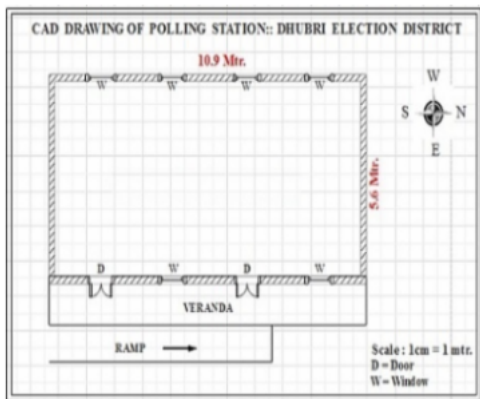 CAD DRAWING OF POLLING STATION:: DHUBRI ELECTION DISTRICT
10.9 Mtr.
W W W W
W
S N
E
5.6 Mtr.
D W D W
VERANDA
RAMP
Scale : 1cm = 1 mtr.
D = Door
W = Window